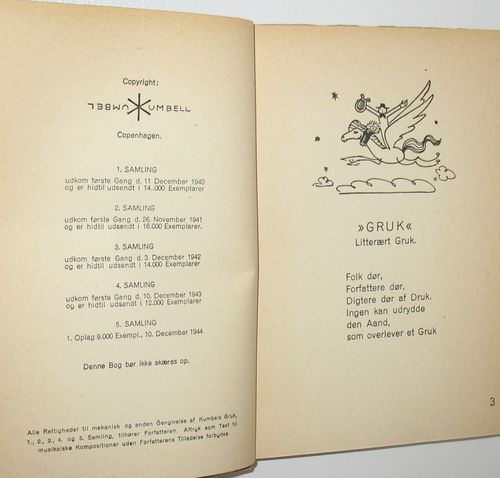 Copyright:
KUMBELL
Copenhagen.
1. SAMLING
udkom første Gang d. 11 December 1940
og er hidtil udsendt i 14.000 Exemplarer
2. SAMLING
udkom første Gang d. 26. November 1941
og er hidtil udsendt i 16.000 Exemplarer.
3. SAMLING
udkom første Gang d. 3. December 1942
og er hidtil udsendt i 14.000 Exemplarer
4. SAMLING
udkom første Gang d. 10. December 1943
og er hidtil udsendt i 12.000 Exemplarer
5. SAMLING
1. Oplag 9.000 Exempl., 10. December 1944
Denne Bog bør ikke skæres op.
Alle Rettigheder til mekanisk og anden Gengivelse af Kumbels Gruk,
1., 2., 3., 4. og 5. Samling, tilhører Forfatteren. Aftryk som Text til
musikalske Kompositioner uden Forfatterens Tilladelse forbydes.
»GRUK«
Litterært Gruk.
Folk dør,
Forfattere dør,
Digtere dør af Druk.
Ingen kan udrydde
den Aand,
som overlever et Gruk
3